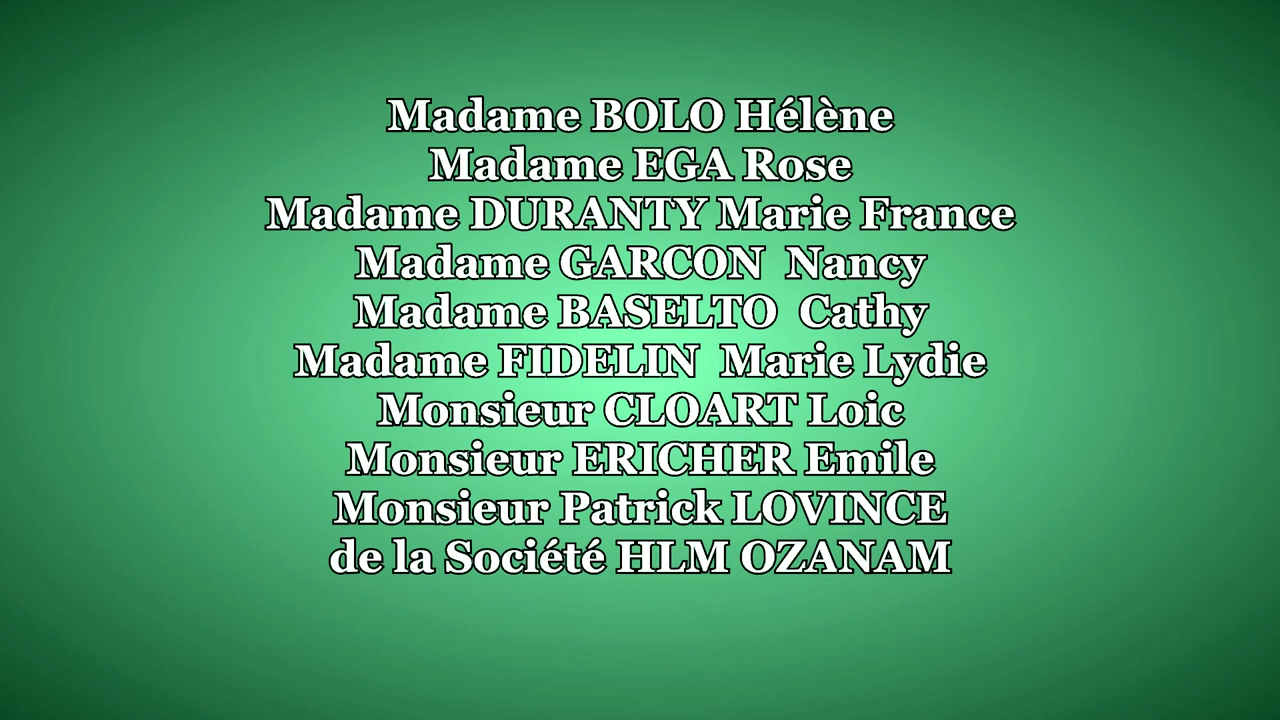 Madame BOLO Hélène
Madame EGA Rose
Madame DURANTY Marie France
Madame GARCON  Nancy
Madame BASELTO  Cathy
Madame FIDELIN  Marie Lydie
Monsieur CLOART Loic
Monsieur ERICHER Emile
Monsieur Patrick LOVINCE
de la Société HLM OZANAM